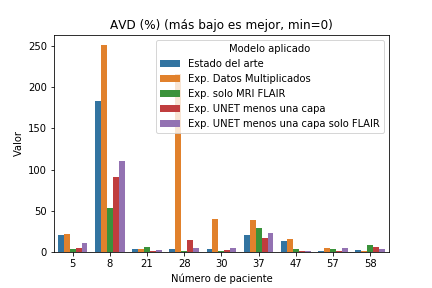 AVD (%) (más bajo es mejor, min=0)
Modelo aplicado
Estado del arte
Exp. Datos Multiplicados
Exp. solo MRI FLAIR
Exp. UNET menos una capa
Exp. UNET menos una capa solo FLAIR
250
200
150
100
50
0
Valor
5 8 21 28 30 37 47 57 58
Número de paciente